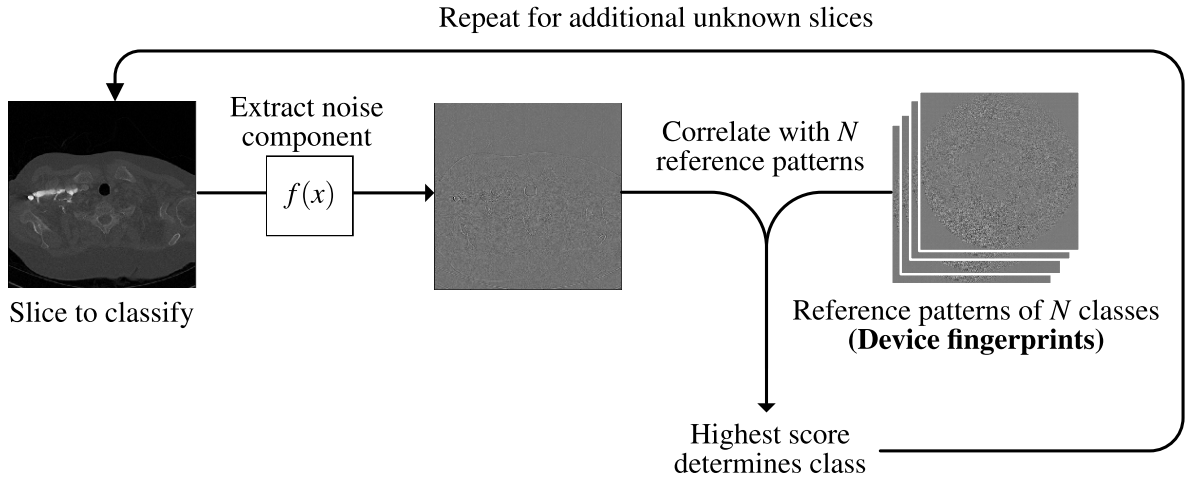 Repeat for additional unknown slices
Extract noise
component
f(x)
Correlate with N
reference patterns
Slice to classify
Reference patterns of N classes
(Device fingerprints)
Highest score
determines class